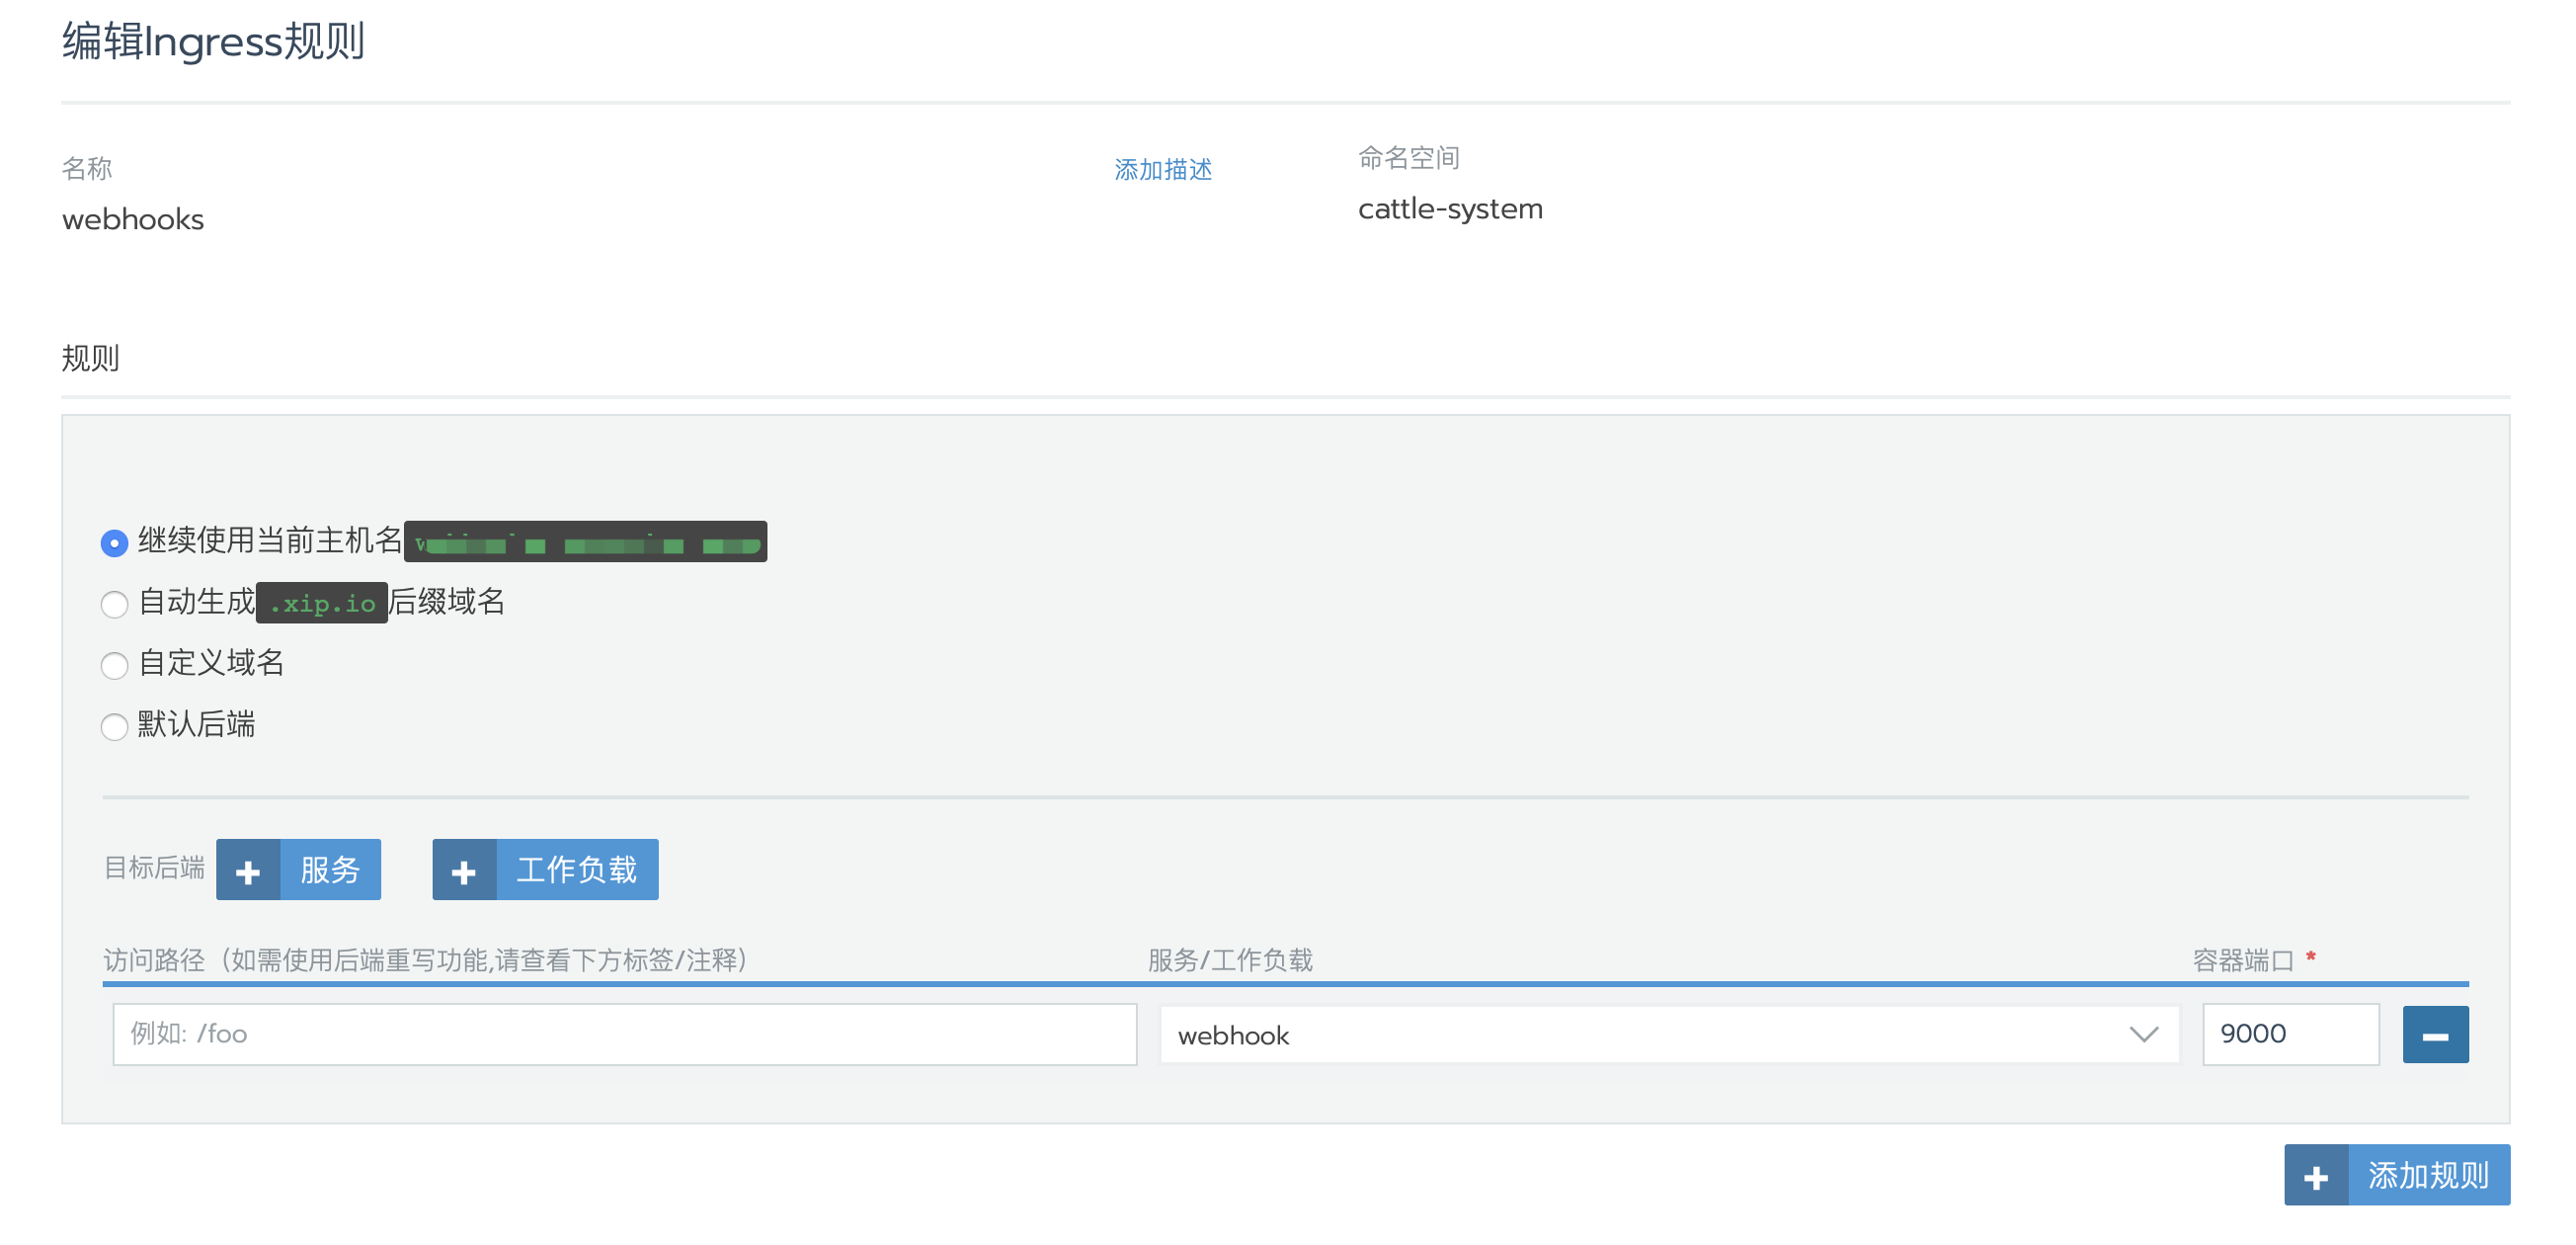 编辑Ingress规则
名称
添加描述
命名空间
webhooks
cattle-system
规则
继续使用当前主机名
自动生成 .xip.io 后缀域名
自定义域名
默认后端
目标后端 + 服务 + 工作负载
访问路径（如需使用后端重写功能,请查看下方标签/注释） 服务/工作负载 容器端口 *
例如: /foo webhook 9000
+ 添加规则